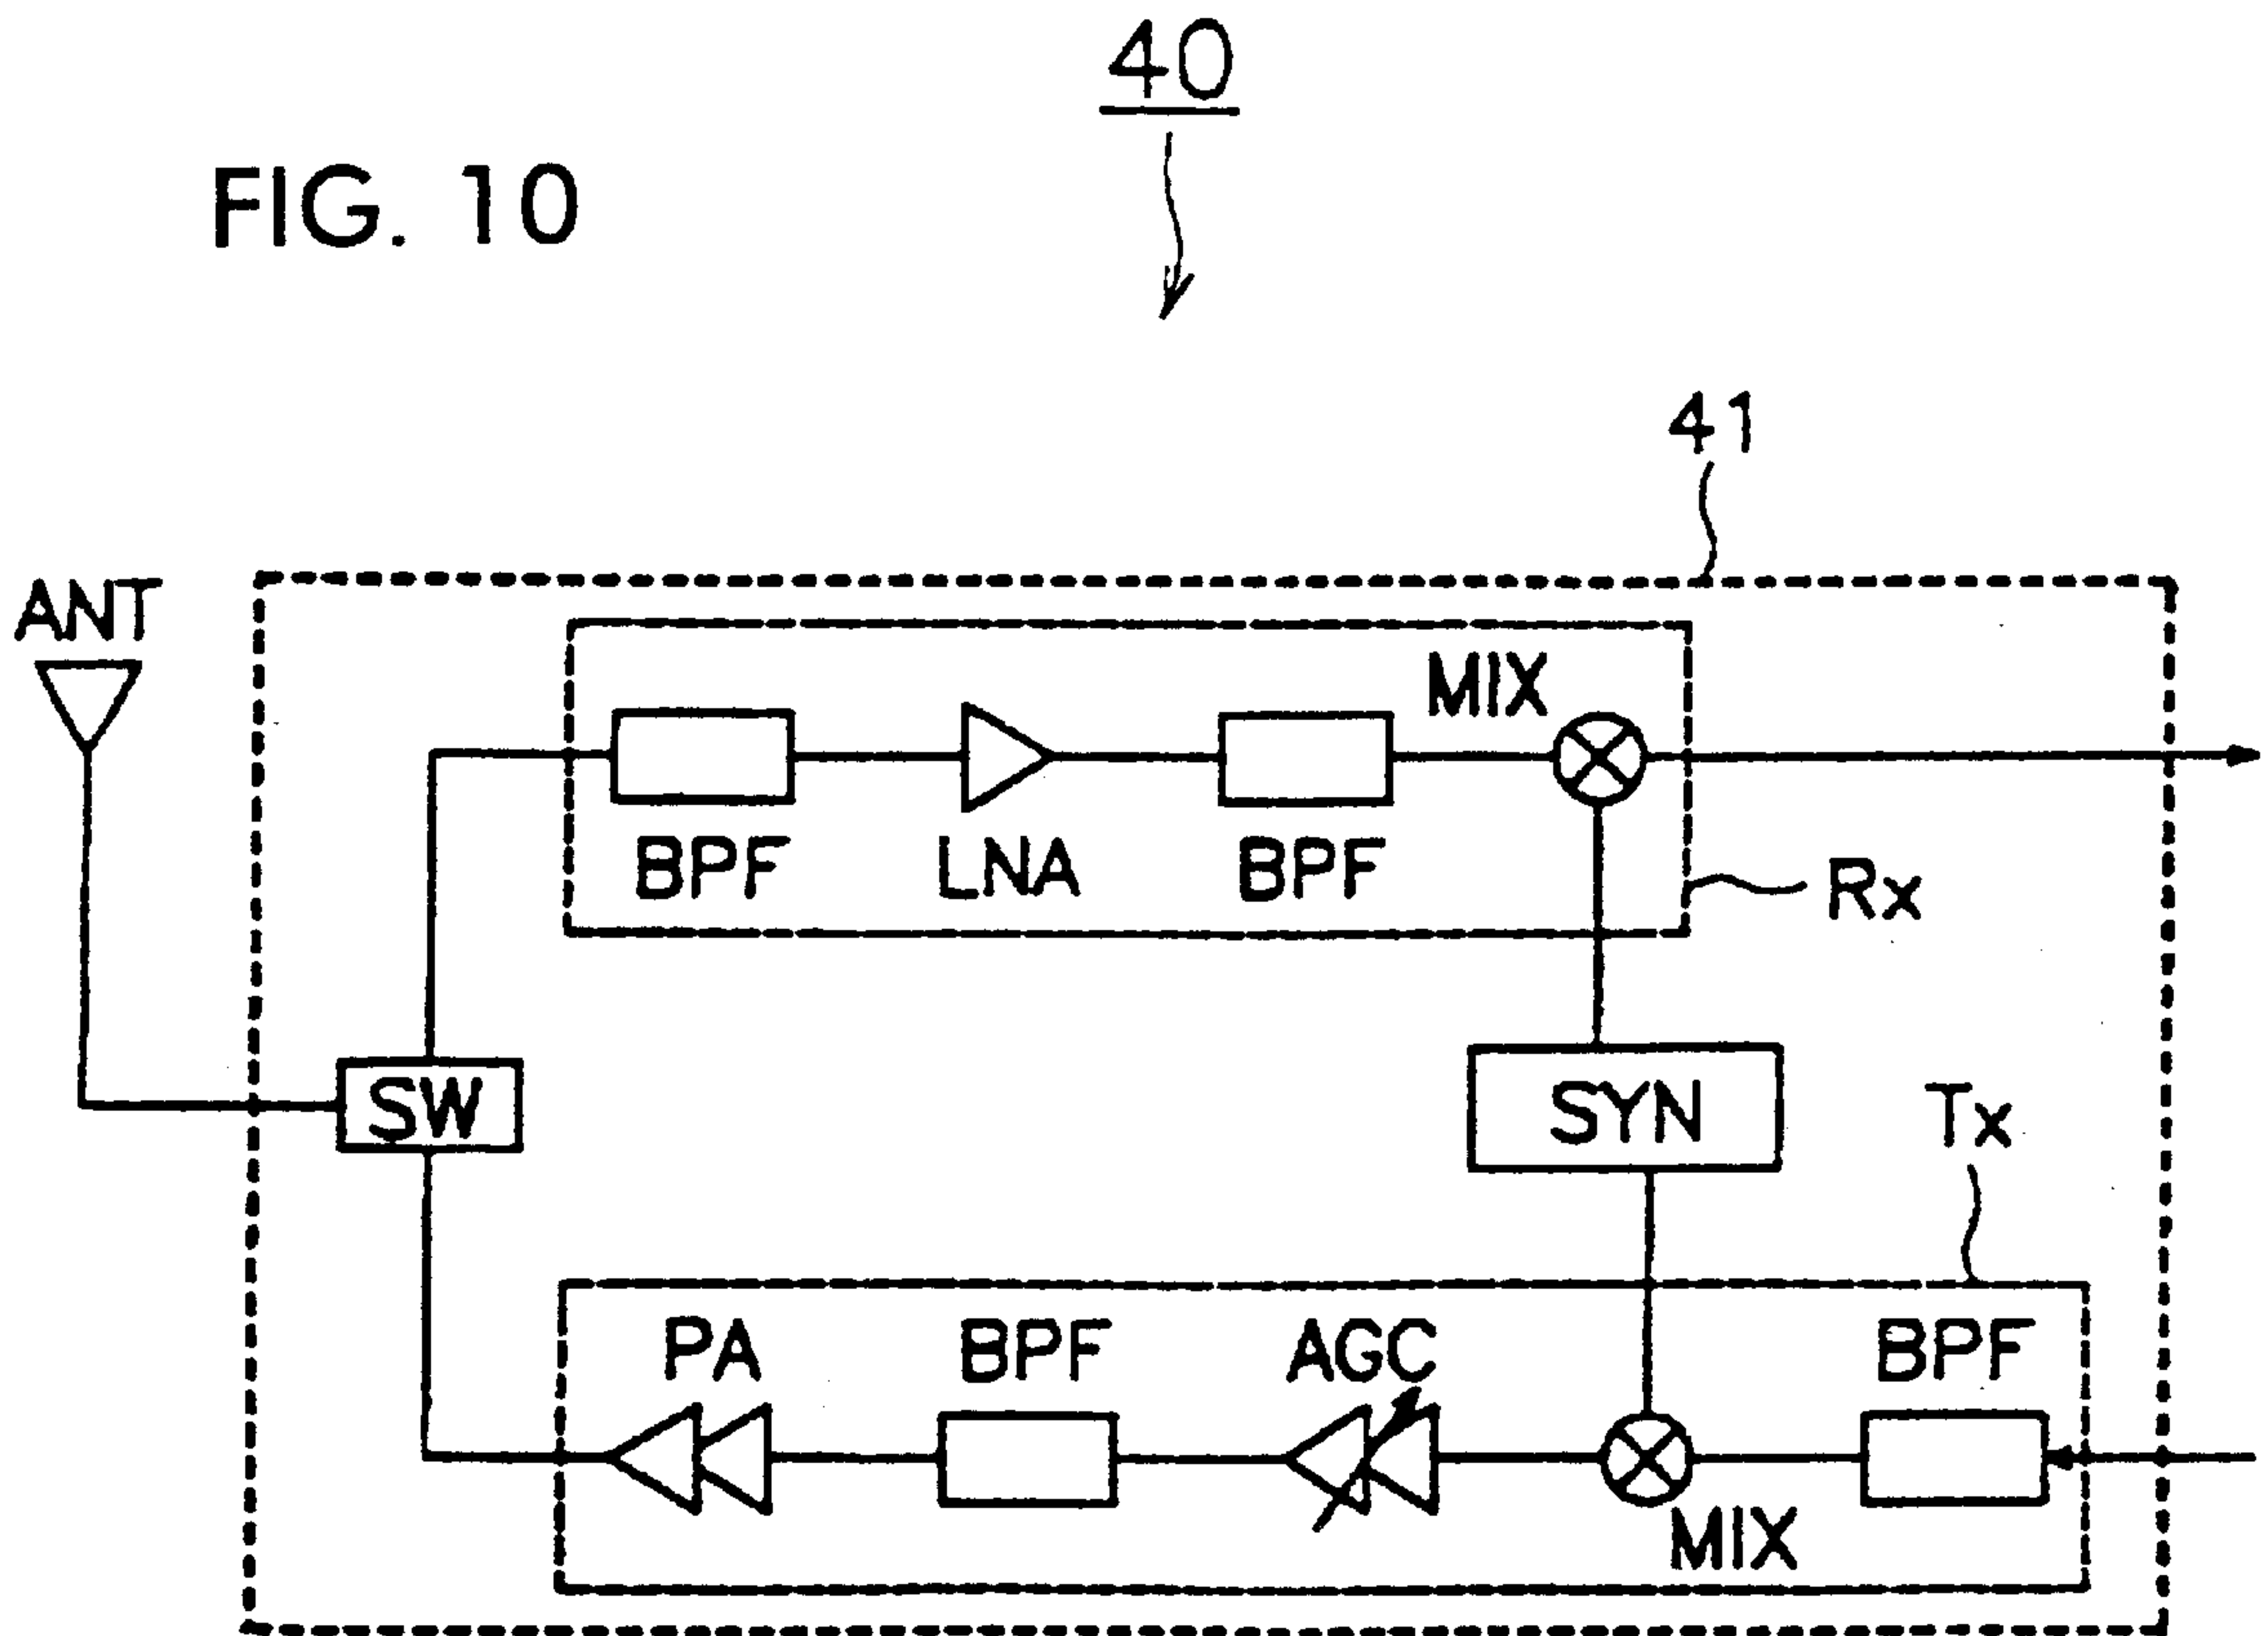 40
FIG. 10
41
ANT
MIX
BPF LNA BPF
Rx
SW
SYN
Tx
PA BPF AGC BPF
MIX